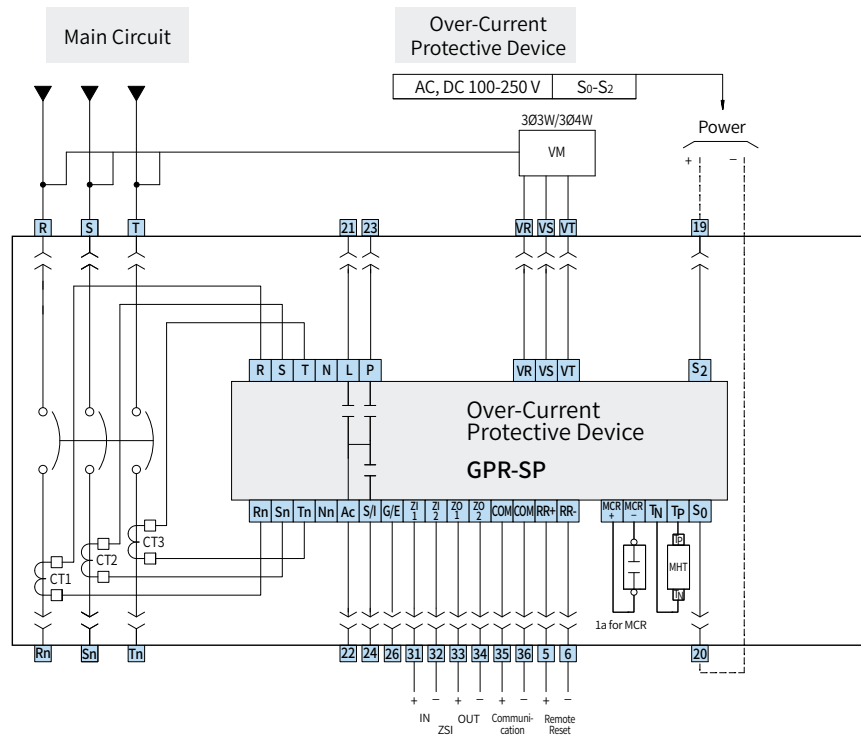 Main Circuit
Over-Current
Protective Device
AC, DC 100-250 V S0-S2
3Ø3W/3Ø4W
Power
VM
+ −
R S T 21 23 VR VS VT 19
R S T N L P VR VS VT S2
Over-Current
Protective Device
GPR-SP
Rn Sn Tn Nn Ac S/I G/E ZI 1 ZI 2 ZO 1 ZO 2 COM COM RR+ RR- MCR + MCR − TN TP S0
CT1 CT2 CT3
TP
MHT
TN
1a for MCR
Rn Sn Tn 22 24 26 31 32 33 34 35 36 5 6 20
+ − + − + − + −
IN OUT
ZSI
Communi-
cation
Remote
Reset